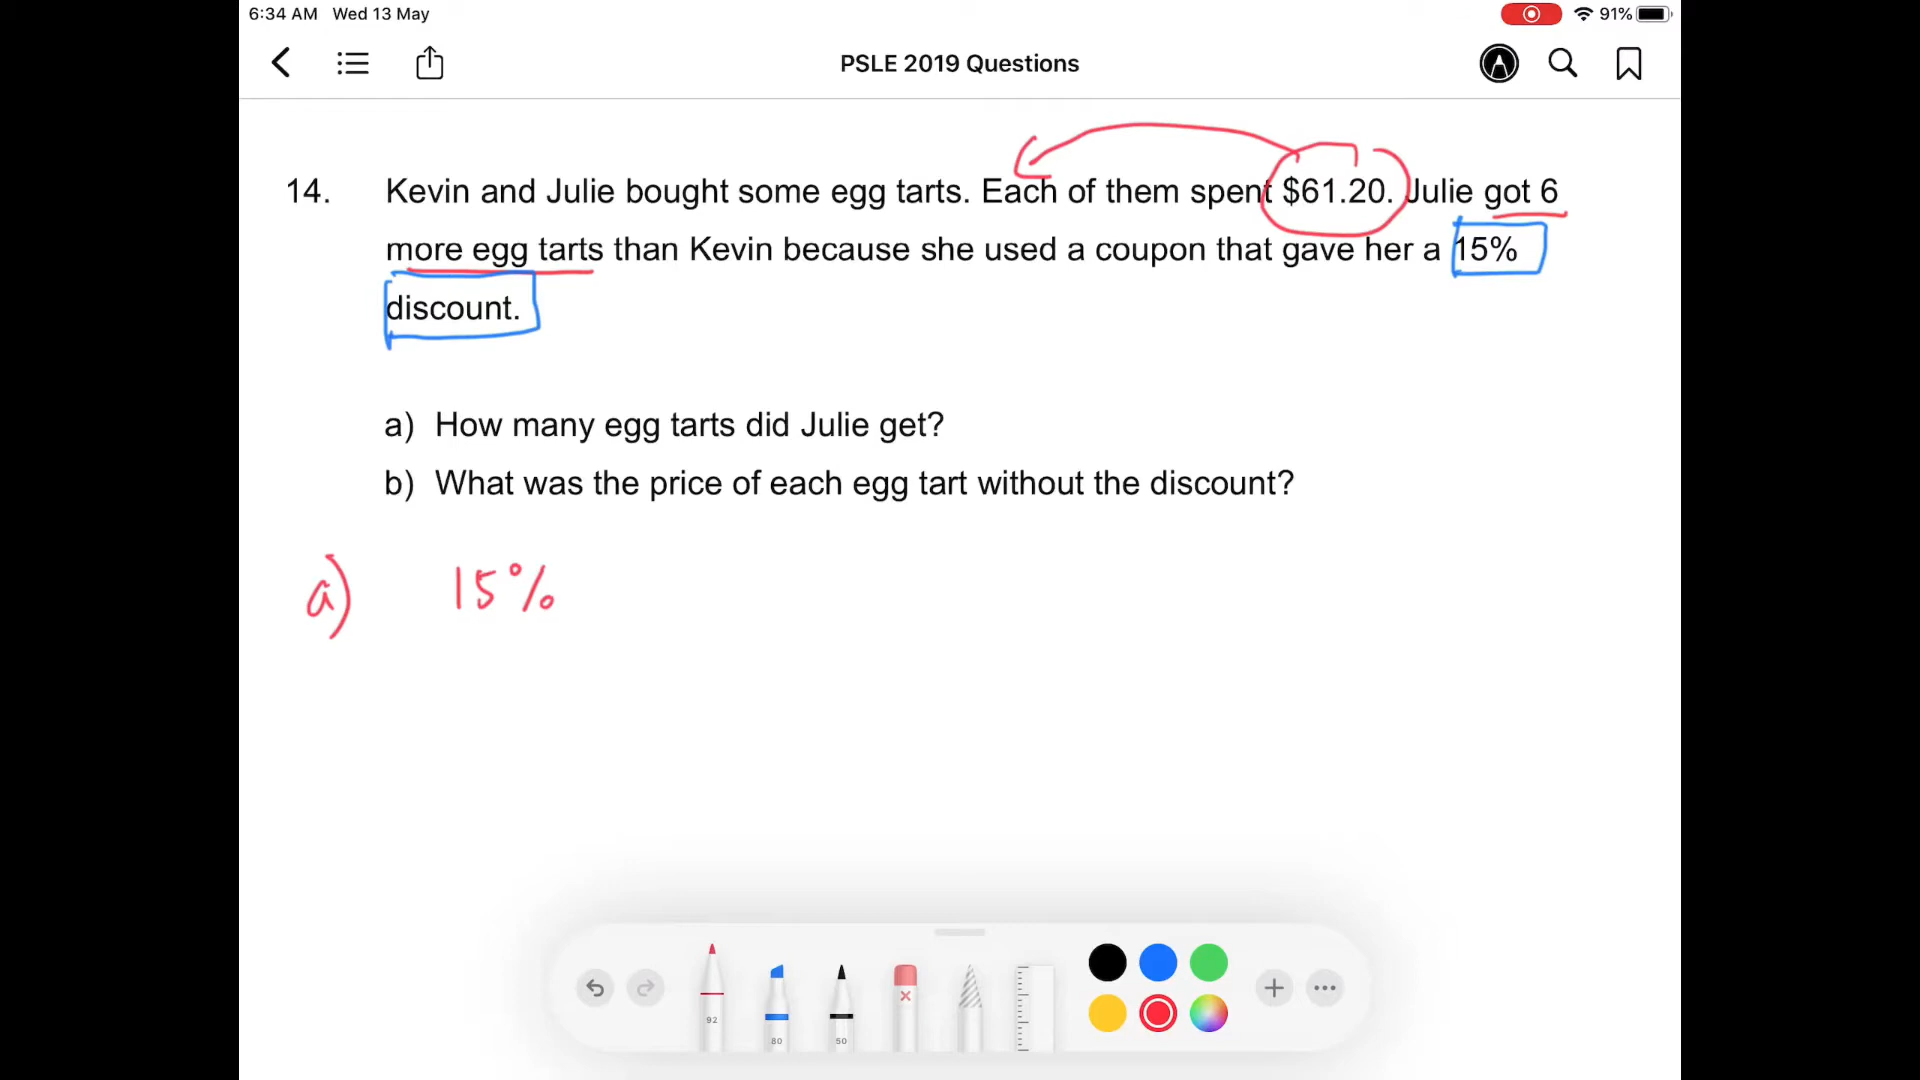 6:34 AM Wed 13 May
91%
PSLE 2019 Questions
14. Kevin and Julie bought some egg tarts. Each of them spent $61.20. Julie got 6
more egg tarts than Kevin because she used a coupon that gave her a 15%
discount.
a) How many egg tarts did Julie get?
b) What was the price of each egg tart without the discount?
a) 15%
92
80
50